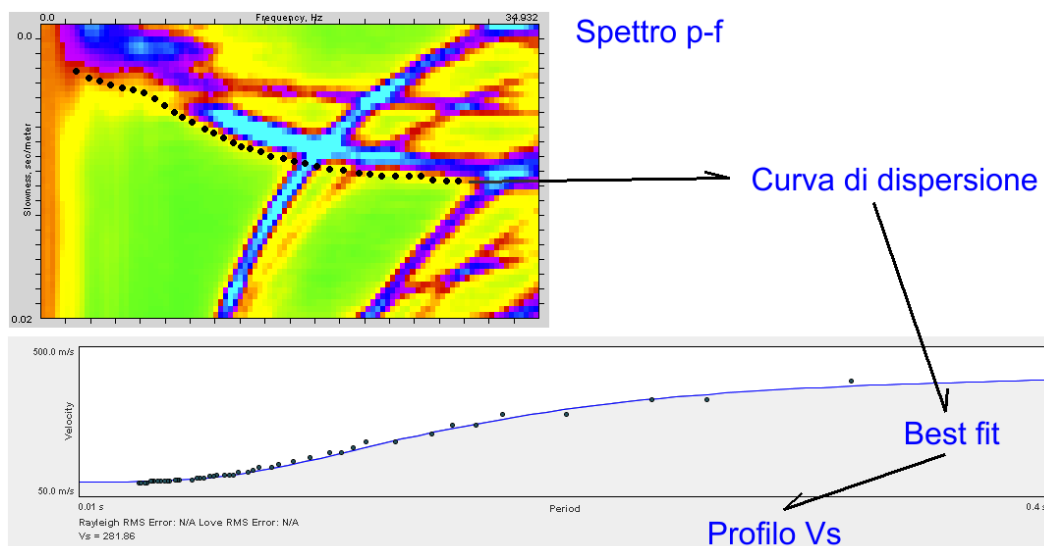 Frequency, Hz
34.932
0.0
Spettro p-f
Slowness, sec/meter
Curva di dispersione
0.02
500.0 m/s
Velocity
Best fit
50.0 m/s
0.01 s
Period
0.4 s
Rayleigh RMS Error: N/A Love RMS Error: N/A
Profilo Vs
Vs = 281.86